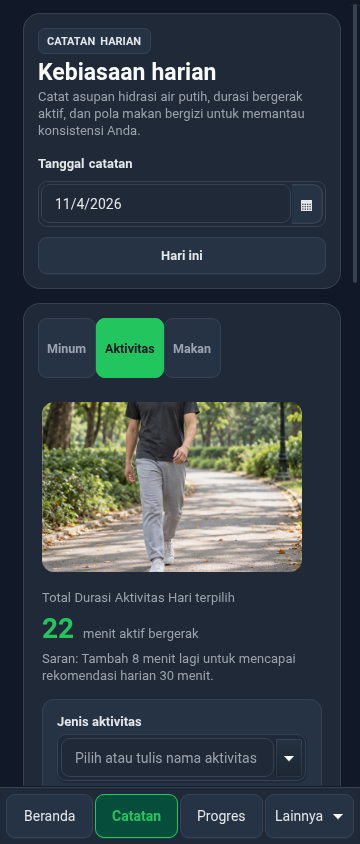 CATATAN HARIAN
Kebiasaan harian
Catat asupan hidrasi air putih, durasi bergerak
aktif, dan pola makan bergizi untuk memantau
konsistensi Anda.
Tanggal catatan
11/4/2026
Hari ini
Minum Aktivitas Makan
Total Durasi Aktivitas Hari terpilih
22 menit aktif bergerak
Saran: Tambah 8 menit lagi untuk mencapai
rekomendasi harian 30 menit.
Jenis aktivitas
Pilih atau tulis nama aktivitas
Beranda Catatan Progres Lainnya